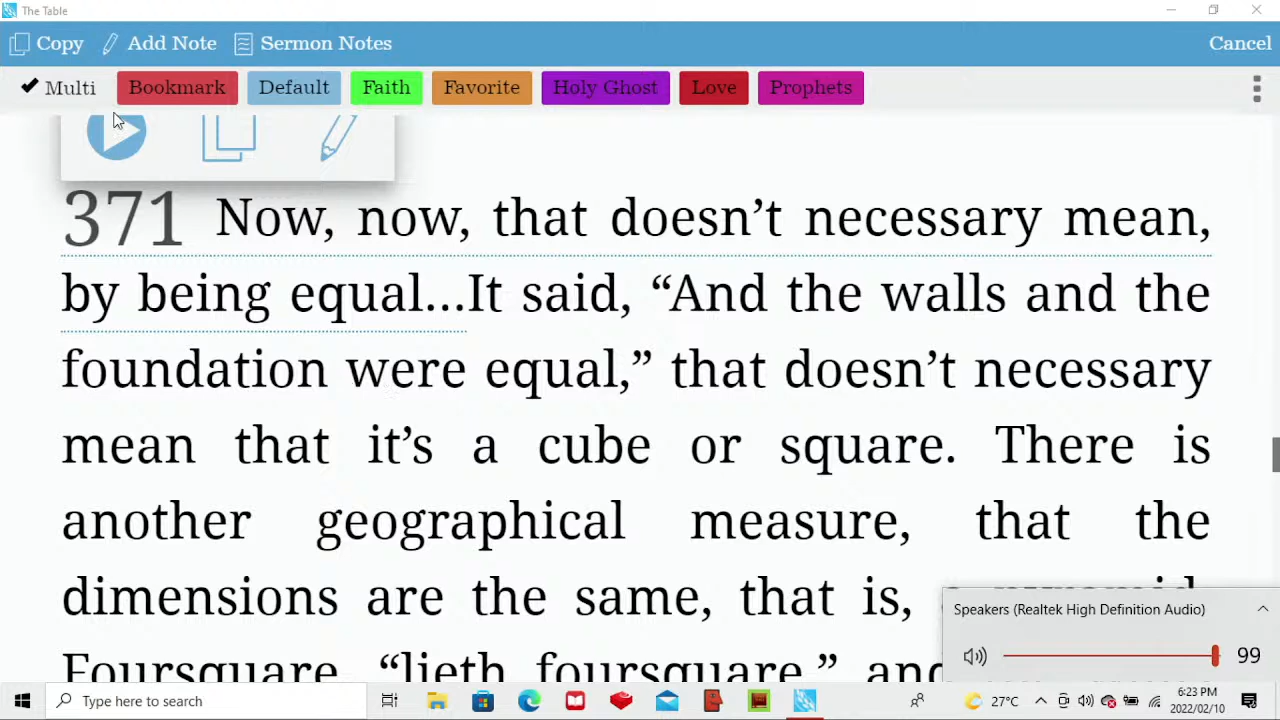 The Table
Copy Add Note Sermon Notes Cancel
Multi Bookmark Default Faith Favorite Holy Ghost Love Prophets
371 Now, now, that doesn’t necessary mean,
by being equal...It said, “And the walls and the
foundation were equal,” that doesn’t necessary
mean that it’s a cube or square. There is
another geographical measure, that the
dimensions are the same, that is,
Speakers (Realtek High Definition Audio)
Foursquare, “lieth foursquare,” and
99
Type here to search
27°C
6:23 PM
2022/02/10